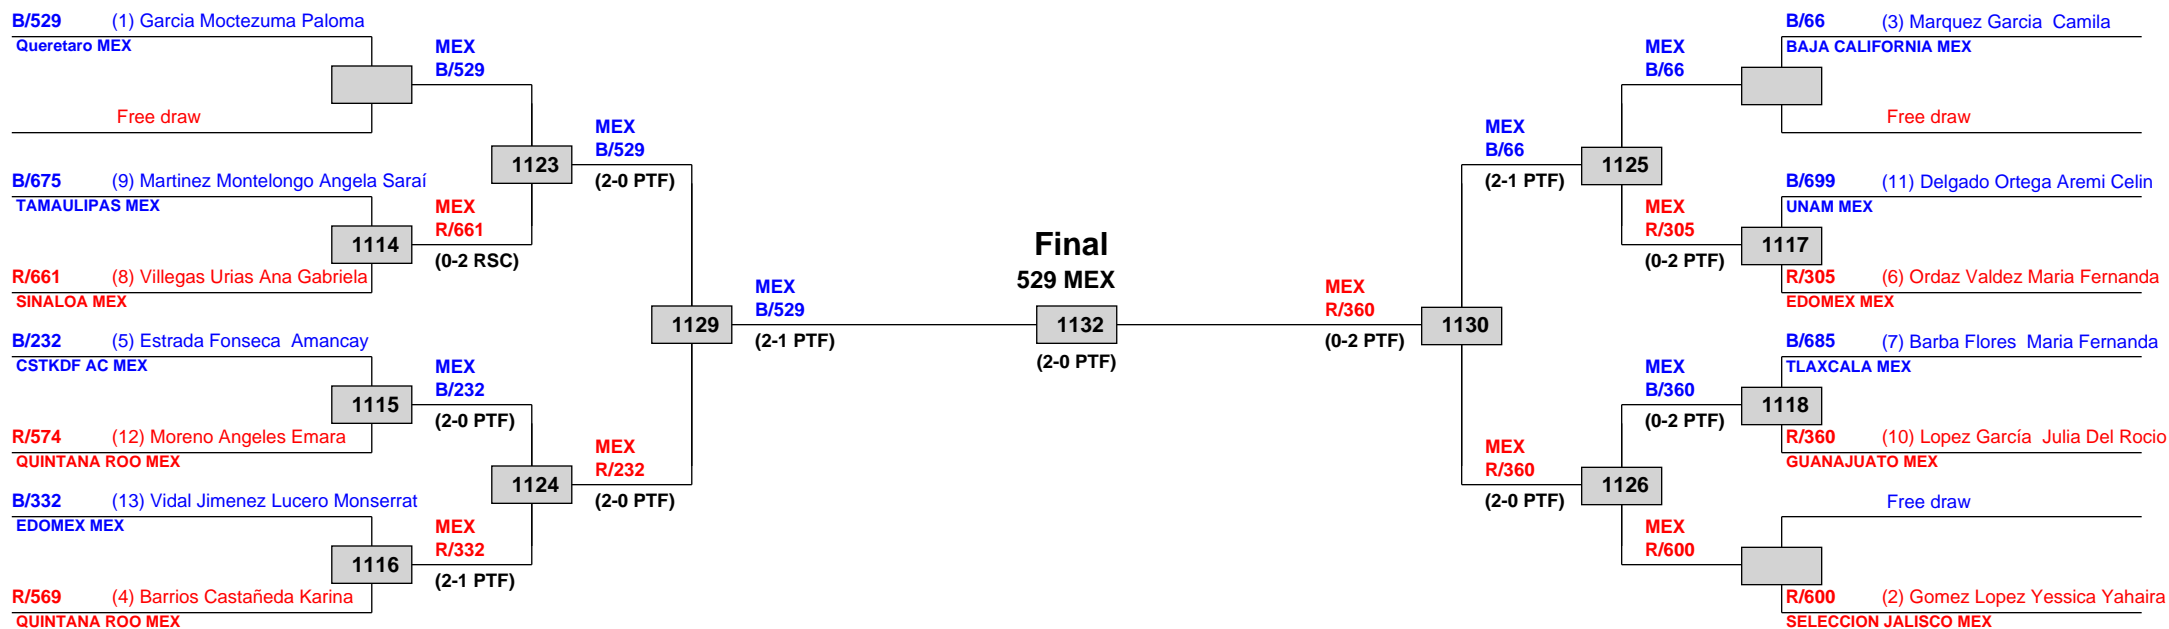 B/529 (1) Garcia Moctezuma Paloma
Queretaro MEX
MEX
B/529
Free draw
MEX
B/529
1123
(2-0 PTF)
B/675 (9) Martinez Montelongo Angela Saraí
TAMAULIPAS MEX
MEX
R/661
1114
(0-2 RSC)
R/661 (8) Villegas Urias Ana Gabriela
SINALOA MEX
MEX
B/529
1129
(2-1 PTF)
B/232 (5) Estrada Fonseca Amancay
CSTKDF AC MEX
MEX
B/232
1115
(2-0 PTF)
R/574 (12) Moreno Angeles Emara
QUINTANA ROO MEX
MEX
R/232
1124
(2-0 PTF)
B/332 (13) Vidal Jimenez Lucero Monserrat
EDOMEX MEX
MEX
R/332
1116
(2-1 PTF)
R/569 (4) Barrios Castañeda Karina
QUINTANA ROO MEX
Final
529 MEX
1132
(2-0 PTF)
B/66 (3) Marquez Garcia Camila
BAJA CALIFORNIA MEX
MEX
B/66
Free draw
MEX
B/66
1125
(2-1 PTF)
B/699 (11) Delgado Ortega Aremi Celin
UNAM MEX
MEX
R/305
1117
(0-2 PTF)
R/305 (6) Ordaz Valdez Maria Fernanda
EDOMEX MEX
MEX
R/360
1130
(0-2 PTF)
B/685 (7) Barba Flores Maria Fernanda
TLAXCALA MEX
MEX
B/360
1118
(0-2 PTF)
R/360 (10) Lopez García Julia Del Rocio
GUANAJUATO MEX
MEX
R/360
1126
(2-0 PTF)
Free draw
MEX
R/600
R/600 (2) Gomez Lopez Yessica Yahaira
SELECCION JALISCO MEX